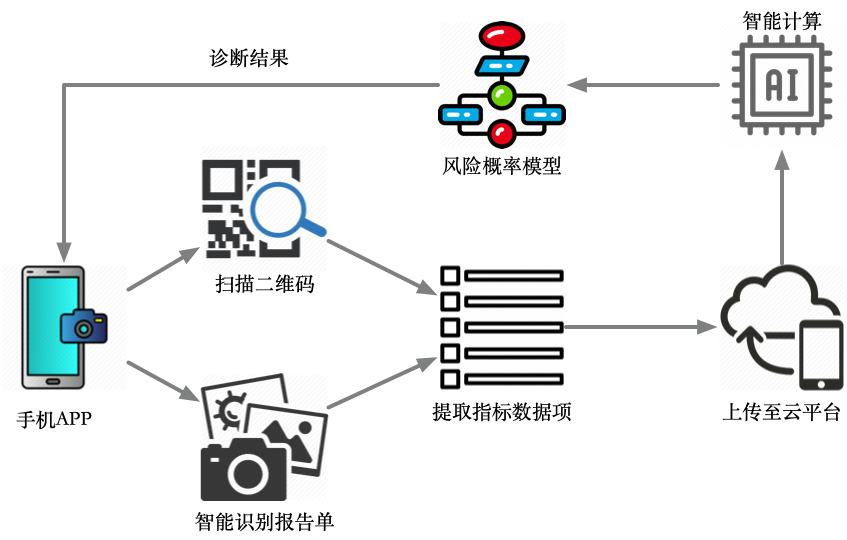 智能计算
诊断结果
AI
风险概率模型
扫描二维码
手机APP
提取指标数据项
上传至云平台
智能识别报告单